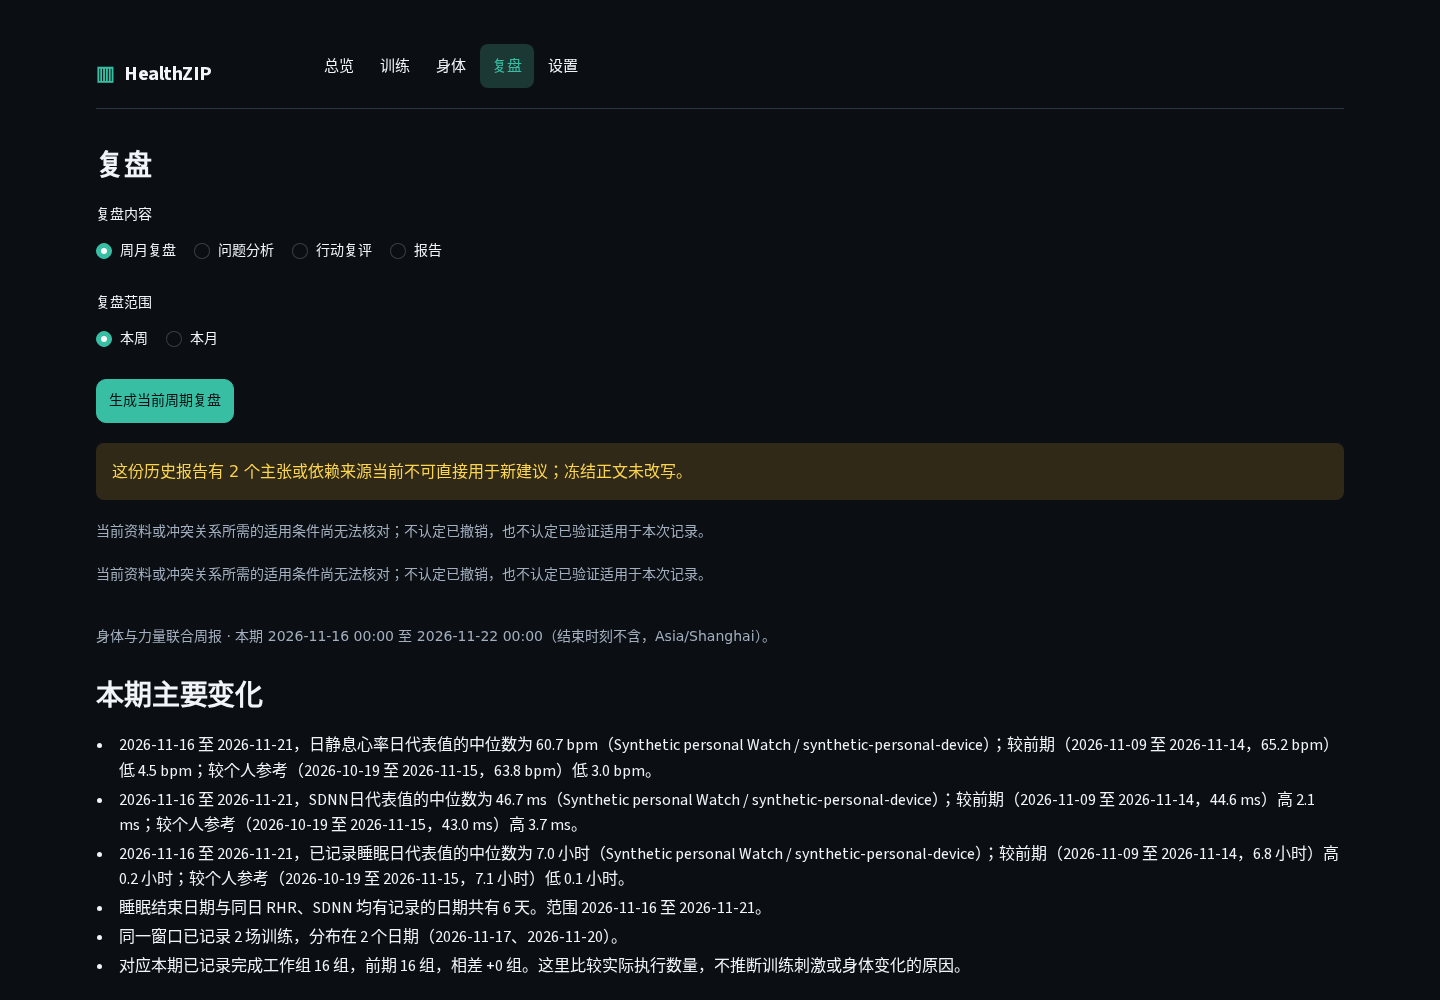 HealthZIP
总览 训练 身体 复盘 设置
复盘
复盘内容
周月复盘 问题分析 行动复评 报告
复盘范围
本周 本月
生成当前周期复盘
这份历史报告有 2 个主张或依赖来源当前不可直接用于新建议；冻结正文未改写。
当前资料或冲突关系所需的适用条件尚无法核对；不认定已撤销，也不认定已验证适用于本次记录。
当前资料或冲突关系所需的适用条件尚无法核对；不认定已撤销，也不认定已验证适用于本次记录。
身体与力量联合周报 · 本期 2026-11-16 00:00 至 2026-11-22 00:00（结束时刻不含，Asia/Shanghai）。
本期主要变化
• 2026-11-16 至 2026-11-21，日静息心率日代表值的中位数为 60.7 bpm（Synthetic personal Watch / synthetic-personal-device）；较前期（2026-11-09 至 2026-11-14，65.2 bpm）
低 4.5 bpm；较个人参考（2026-10-19 至 2026-11-15，63.8 bpm）低 3.0 bpm。
• 2026-11-16 至 2026-11-21，SDNN日代表值的中位数为 46.7 ms（Synthetic personal Watch / synthetic-personal-device）；较前期（2026-11-09 至 2026-11-14，44.6 ms）高 2.1
ms；较个人参考（2026-10-19 至 2026-11-15，43.0 ms）高 3.7 ms。
• 2026-11-16 至 2026-11-21，已记录睡眠日代表值的中位数为 7.0 小时（Synthetic personal Watch / synthetic-personal-device）；较前期（2026-11-09 至 2026-11-14，6.8 小时）高
0.2 小时；较个人参考（2026-10-19 至 2026-11-15，7.1 小时）低 0.1 小时。
• 睡眠结束日期与同日 RHR、SDNN 均有记录的日期共有 6 天。范围 2026-11-16 至 2026-11-21。
• 同一窗口已记录 2 场训练，分布在 2 个日期（2026-11-17、2026-11-20）。
• 对应本期已记录完成工作组 16 组，前期 16 组，相差 +0 组。这里比较实际执行数量，不推断训练刺激或身体变化的原因。